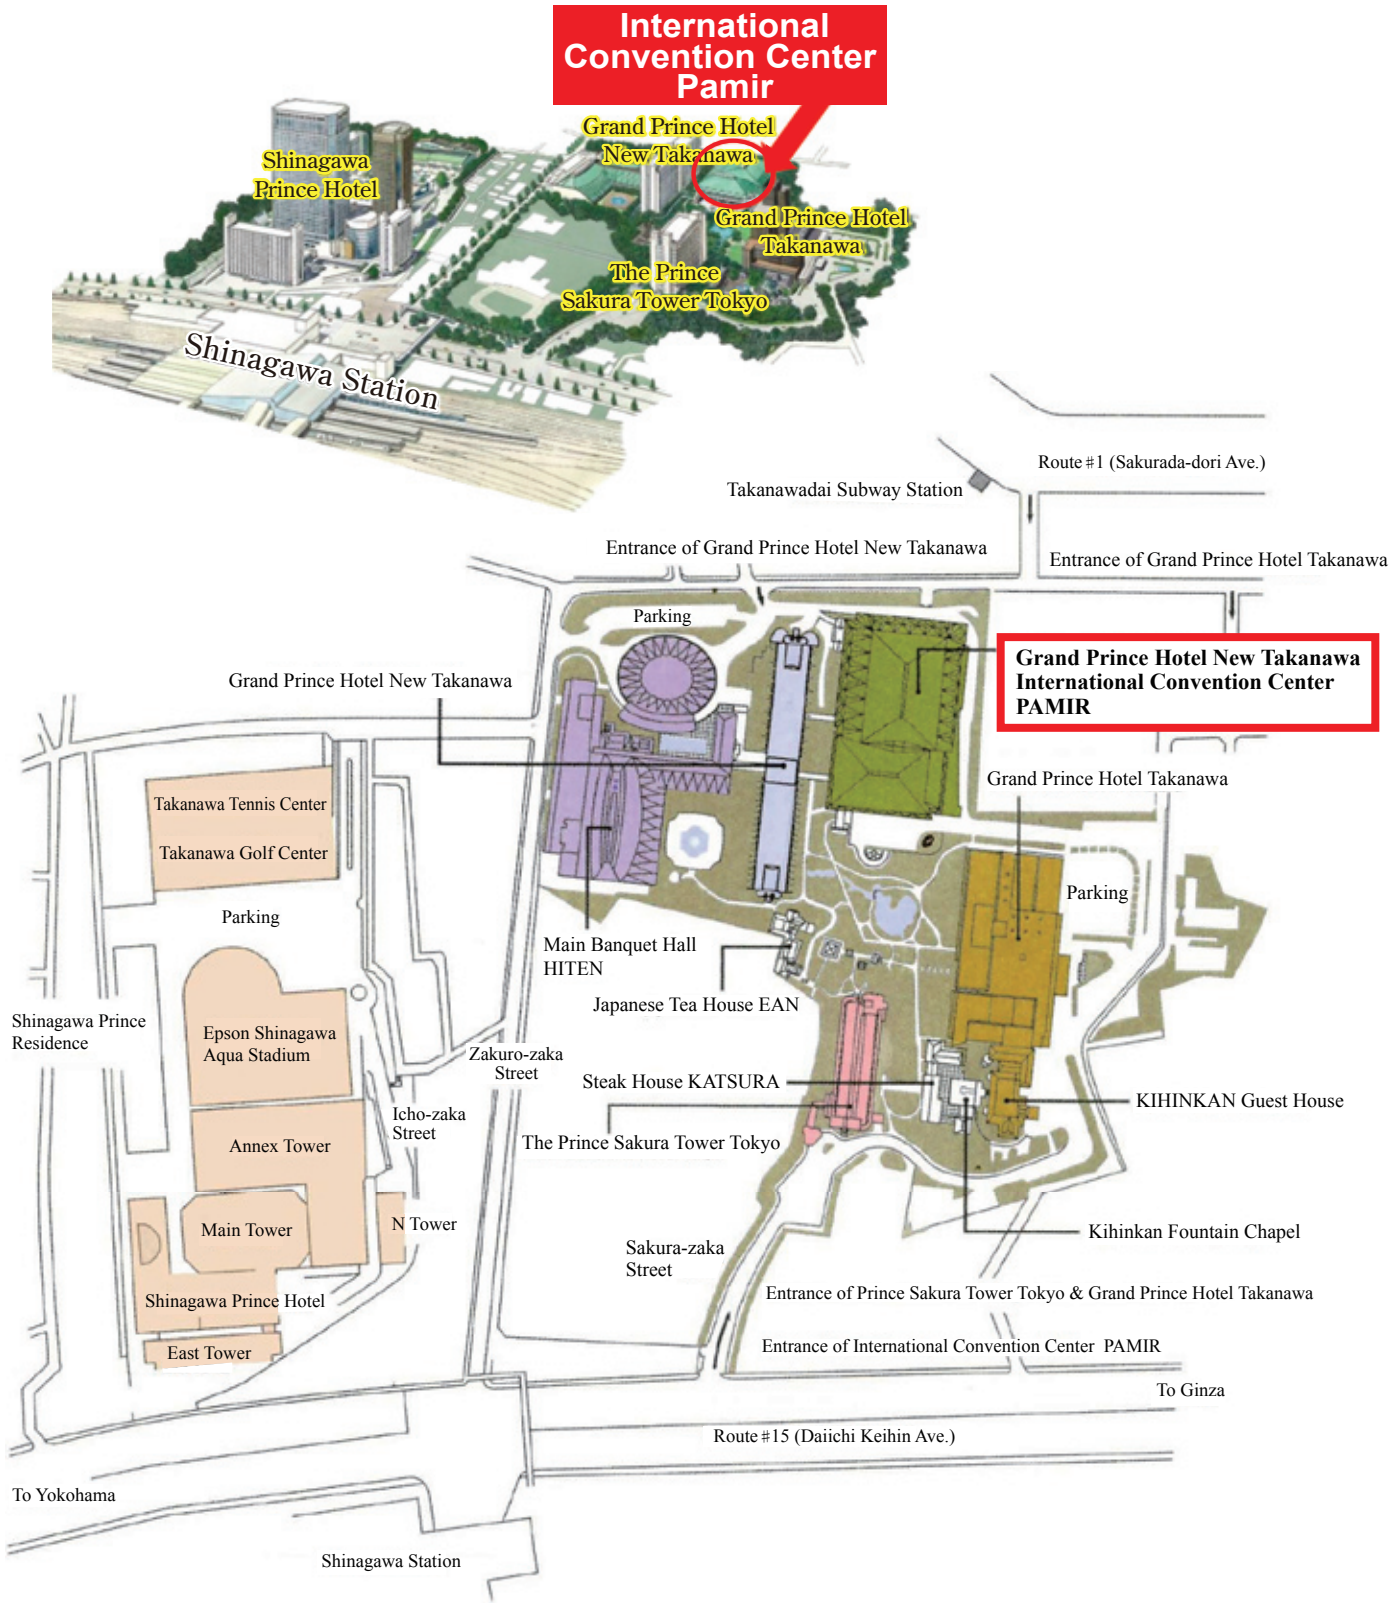 International
Convention Center
Pamir
Grand Prince Hotel
New Takanawa
Shinagawa
Prince Hotel
Grand Prince Hotel
Takanawa
The Prince
Sakura Tower Tokyo
Shinagawa Station
Route #1 (Sakurada-dori Ave.)
Takanawadai Subway Station
Entrance of Grand Prince Hotel New Takanawa
Entrance of Grand Prince Hotel Takanawa
Parking
Grand Prince Hotel New Takanawa
International Convention Center
PAMIR
Grand Prince Hotel New Takanawa
Grand Prince Hotel Takanawa
Takanawa Tennis Center
Takanawa Golf Center
Parking
Parking
Main Banquet Hall
HITEN
Japanese Tea House EAN
Shinagawa Prince
Residence
Epson Shinagawa
Aqua Stadium
Zakuro-zaka
Street
Steak House KATSURA
KIHINKAN Guest House
Icho-zaka
Street
Annex Tower
The Prince Sakura Tower Tokyo
Main Tower
N Tower
Kihinkan Fountain Chapel
Sakura-zaka
Street
Entrance of Prince Sakura Tower Tokyo & Grand Prince Hotel Takanawa
Shinagawa Prince Hotel
East Tower
Entrance of International Convention Center PAMIR
To Ginza
Route #15 (Daiichi Keihin Ave.)
To Yokohama
Shinagawa Station